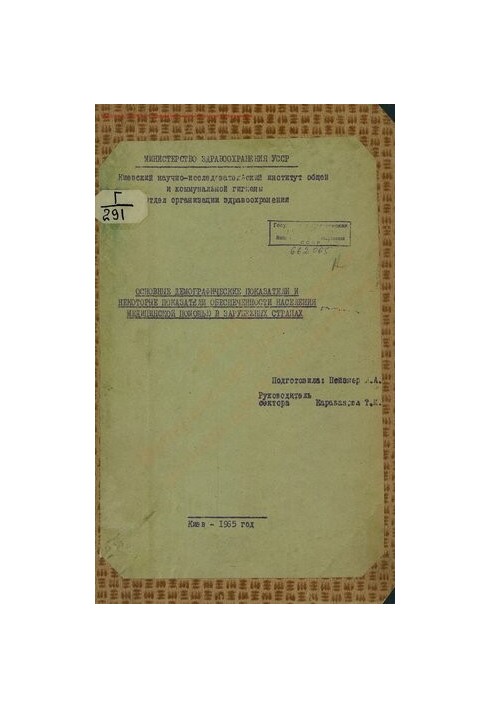 МИНИСТЕРСТВО ЗДРАВООХРАНЕНИЯ УССР
Киевский научно-исследовательский институт общей
и коммунальной гигиены
отдел организации здравоохранения
Г
291
662005
ОСНОВНЫЕ ДЕМОГРАФИЧЕСКИЕ ПОКАЗАТЕЛИ И
НЕКОТОРЫЕ ПОКАЗАТЕЛИ ОБЕСПЕЧЕННОСТИ НАСЕЛЕНИЯ
МЕДИЦИНСКОЙ ПОМОЩЬЮ В ЗАРУБЕЖНЫХ СТРАНАХ
Подготовила: .А.
Руководитель
сектора Т.К.
Киев - 1965 год